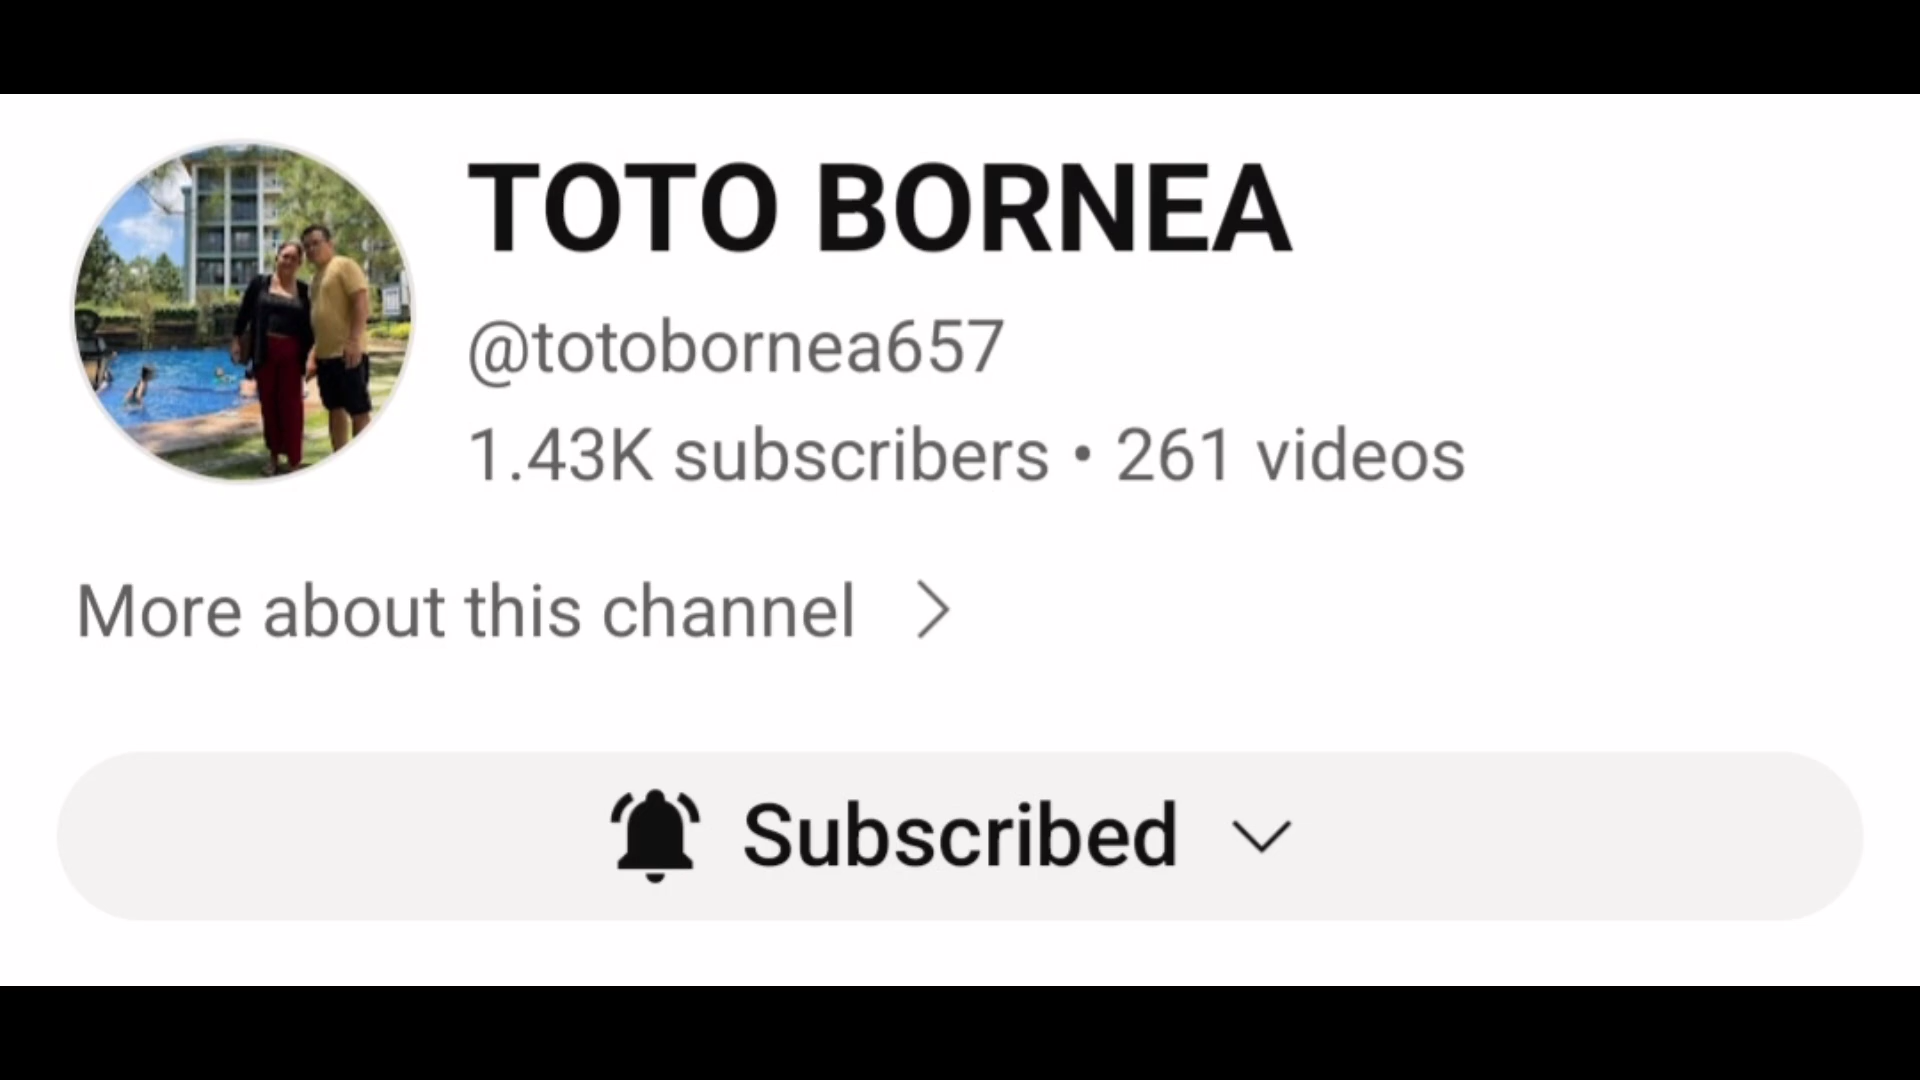 TOTO BORNEA
@totobornea657
1.43K subscribers • 261 videos
More about this channel >
Subscribed